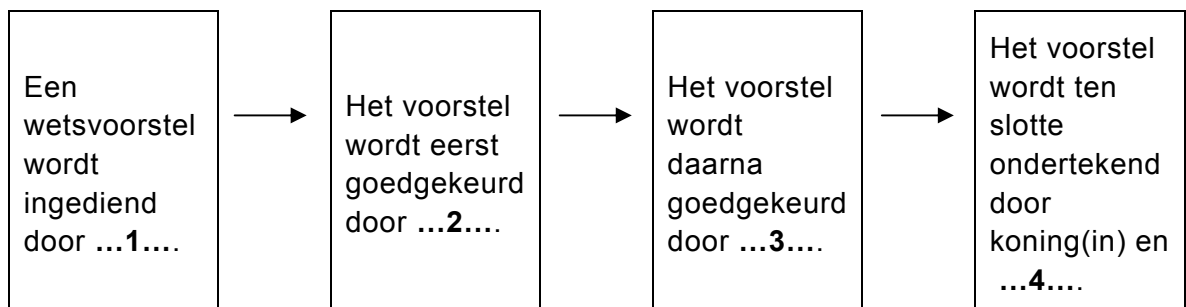 Een
wetsvoorstel
wordt
ingediend
door …1….
Het voorstel
wordt eerst
goedgekeurd
door …2….
Het voorstel
wordt
daarna
goedgekeurd
door …3….
Het voorstel
wordt ten
slotte
ondertekend
door
koning(in) en
…4….